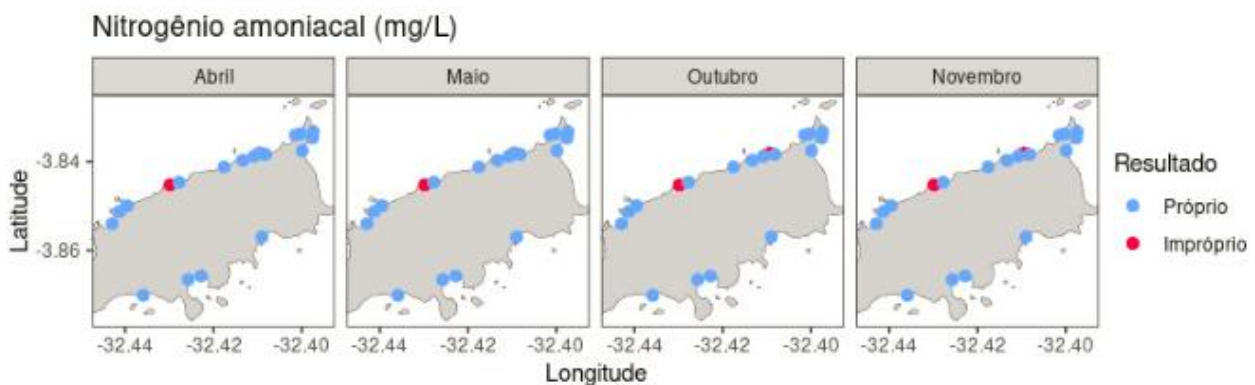 Nitrogênio amoniacal (mg/L)
Abril Maio Outubro Novembro
-3.84
-3.86
Latitude
-32.44 -32.42 -32.40 -32.44 -32.42 -32.40 -32.44 -32.42 -32.40 -32.44 -32.42 -32.40
Longitude
Resultado
Próprio
Impróprio